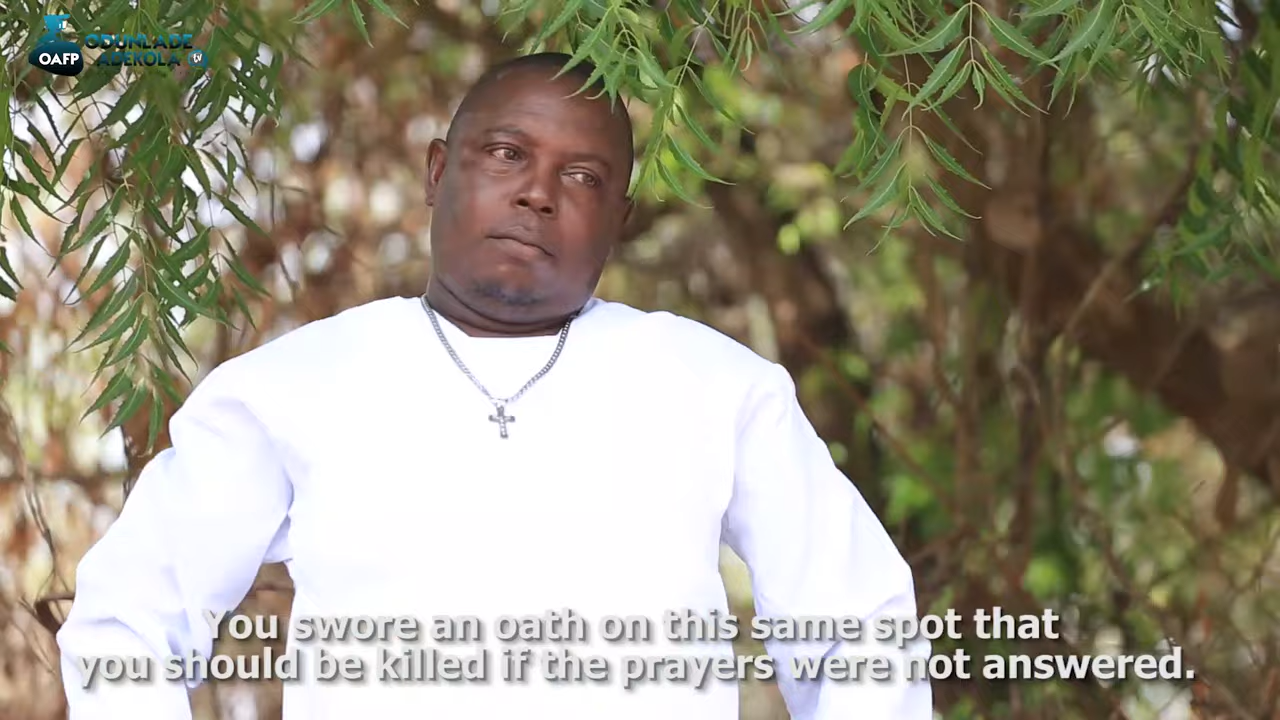 OAFP
ODUNLADE
ADEKOLA TV
You swore an oath on this same spot that
you should be killed if the prayers were not answered.